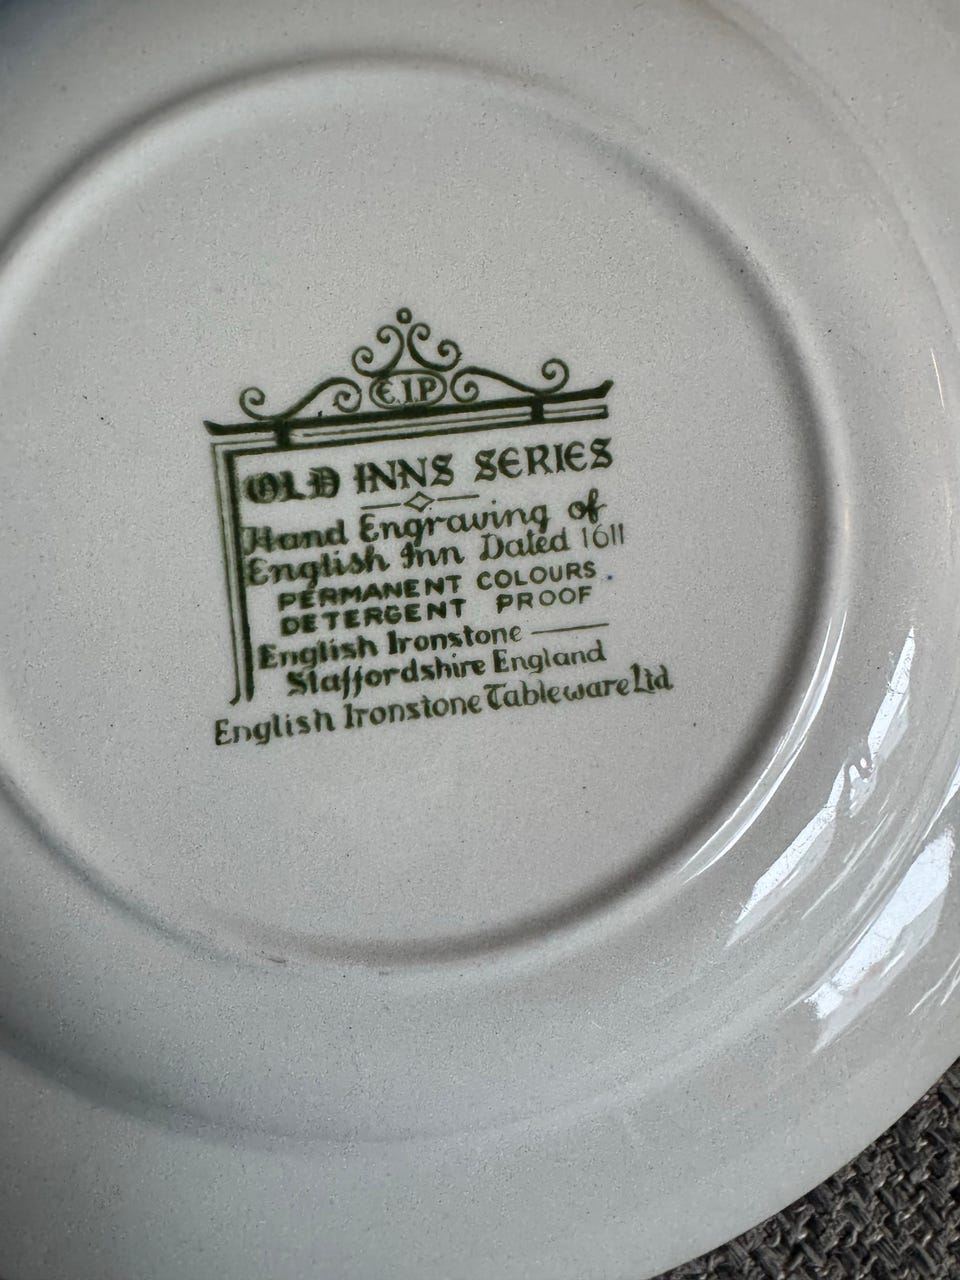 E.I.P
OLD INNS SERIES
Hand Engraving of
English Inn Dated 1611
PERMANENT COLOURS
DETERGENT PROOF
English Ironstone
Staffordshire England
English Ironstone Tableware Ltd